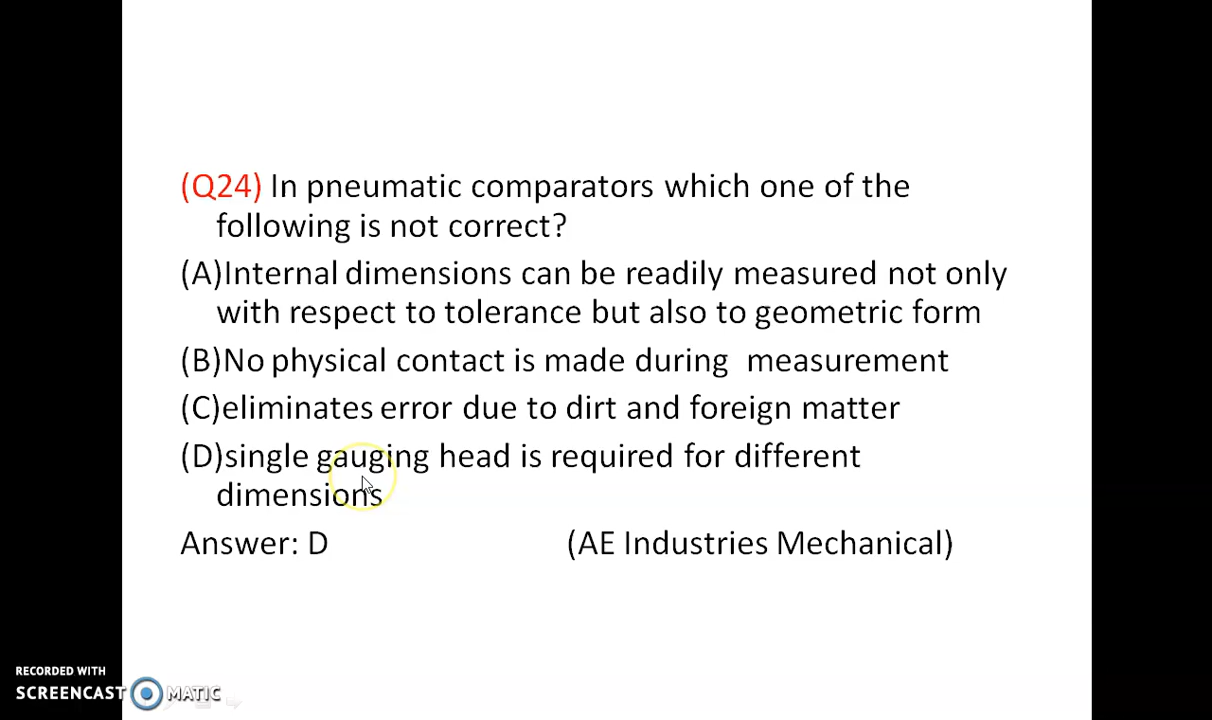 (Q24) In pneumatic comparators which one of the
following is not correct?
(A)Internal dimensions can be readily measured not only
with respect to tolerance but also to geometric form
(B)No physical contact is made during measurement
(C)eliminates error due to dirt and foreign matter
(D)single gauging head is required for different
dimensions
Answer: D (AE Industries Mechanical)
RECORDED WITH
SCREENCAST MATIC